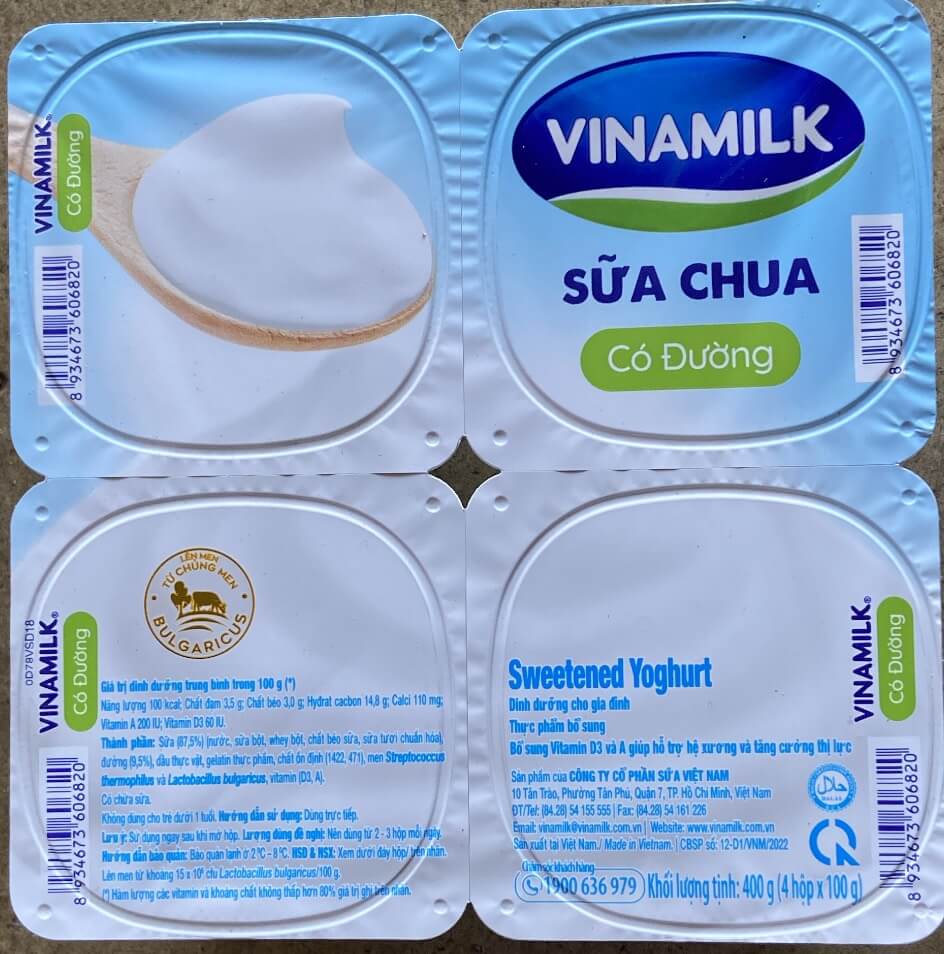 VINAMILK®
Có Đường
8 934673 606820
VINAMILK
SỮA CHUA
Có Đường
8 934673 606820
LÊN MEN
TỪ CHỦNG MEN
BULGARICUS
0D78VSD18
VINAMILK®
Có Đường
8 934673 606820
Giá trị dinh dưỡng trung bình trong 100 g (*)
Năng lượng 100 kcal; Chất đạm 3,5 g; Chất béo 3,0 g; Hydrat cacbon 14,8 g; Calci 110 mg;
Vitamin A 200 IU; Vitamin D3 60 IU.
Thành phần: Sữa (87,5%) (nước, sữa bột, whey bột, chất béo sữa, sữa tươi chuẩn hóa),
đường (9,5%), dầu thực vật, gelatin thực phẩm, chất ổn định (1422, 471), men Streptococcus
thermophilus và Lactobacillus bulgaricus, vitamin (D3, A).
Có chứa sữa.
Không dùng cho trẻ dưới 1 tuổi. Hướng dẫn sử dụng: Dùng trực tiếp.
Lưu ý: Sử dụng ngay sau khi mở hộp. Lượng dùng đề nghị: Nên dùng từ 2 - 3 hộp mỗi ngày.
Hướng dẫn bảo quản: Bảo quản lạnh ở 2 °C – 8 °C. HSD & NSX: Xem dưới đáy hộp/ trên nhãn.
Lên men từ khoảng 15 x 10⁶ cfu Lactobacillus bulgaricus/100 g.
(*) Hàm lượng các vitamin và khoáng chất không thấp hơn 80% giá trị ghi trên nhãn.
Sweetened Yoghurt
Dinh dưỡng cho gia đình
Thực phẩm bổ sung
Bổ sung Vitamin D3 và A giúp hỗ trợ hệ xương và tăng cường thị lực
Sản phẩm của CÔNG TY CỔ PHẦN SỮA VIỆT NAM
10 Tân Trào, Phường Tân Phú, Quận 7, TP. Hồ Chí Minh, Việt Nam
ĐT/Tel: (84.28) 54 155 555 | Fax: (84.28) 54 161 226
Email: vinamilk@vinamilk.com.vn | Website: www.vinamilk.com.vn
Sản xuất tại Việt Nam./ Made in Vietnam. | CBSP số: 12-D1/VNM/2022
Chăm sóc khách hàng
1900 636 979
Khối lượng tịnh: 400 g (4 hộp x 100 g)
حلال
HALAL
VINAMILK®
Có Đường
8 934673 606820